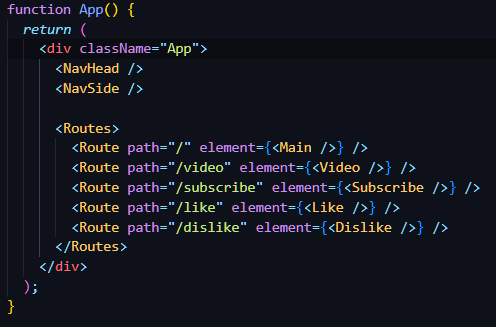 function App() {
  return (
    <div className="App">
      <NavHead />
      <NavSide />

      <Routes>
        <Route path="/" element={<Main />} />
        <Route path="/video" element={<Video />} />
        <Route path="/subscribe" element={<Subscribe />} />
        <Route path="/like" element={<Like />} />
        <Route path="/dislike" element={<Dislike />} />
      </Routes>
    </div>
  );
}